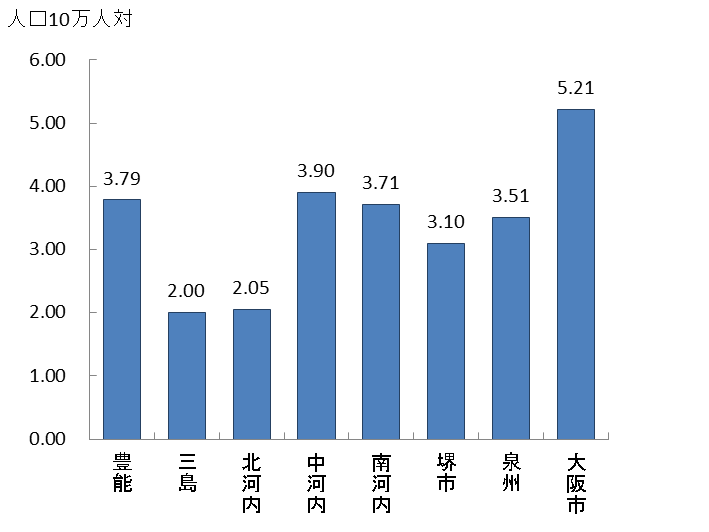 人口10万人対
6.00
5.00
4.00
3.00
2.00
1.00
0.00
3.79
2.00
2.05
3.90
3.71
3.10
3.51
5.21
豊能
三島
北河内
中河内
南河内
堺市
泉州
大阪市